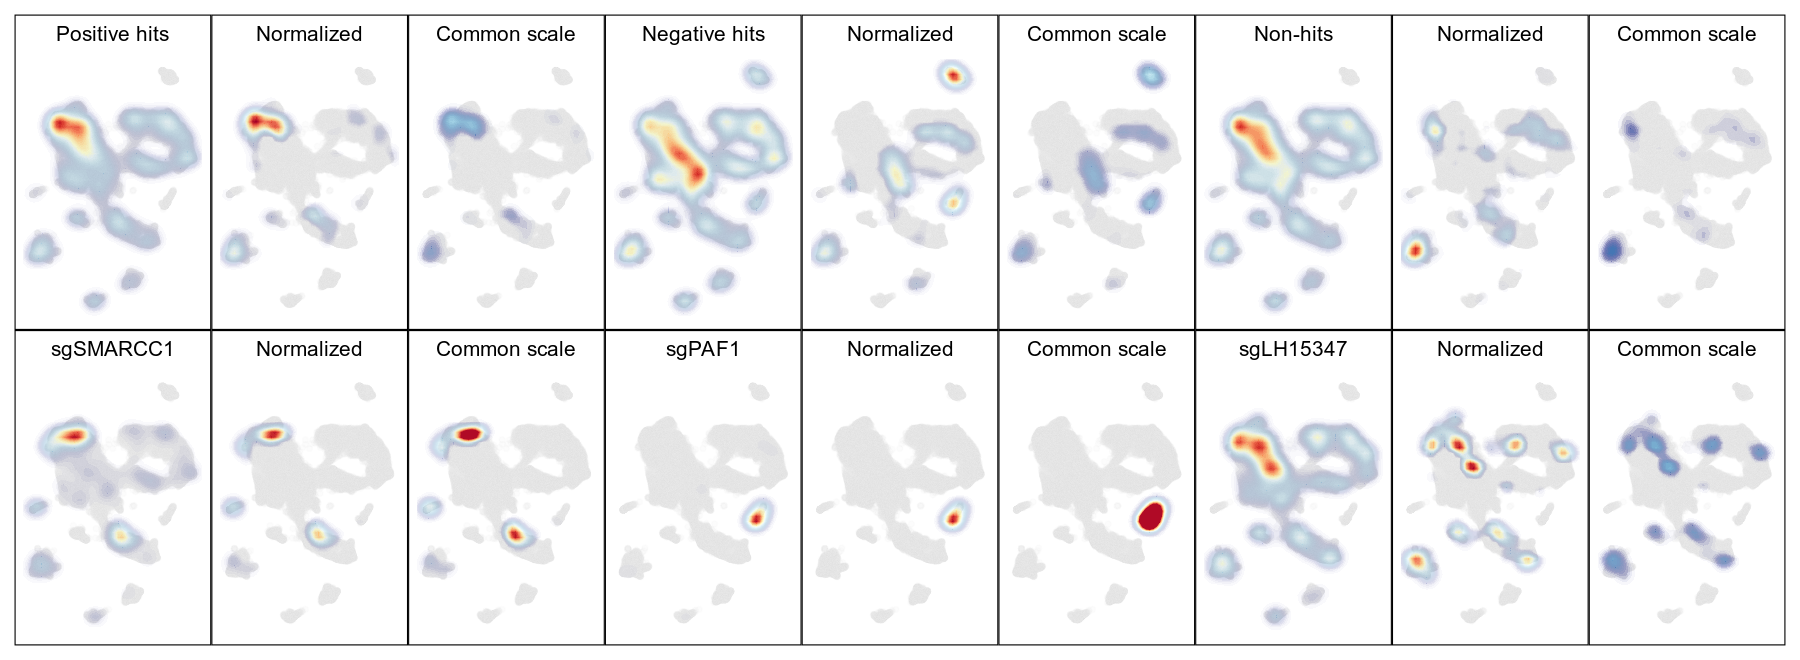 Positive hits
Normalized
Common scale
Negative hits
Normalized
Common scale
Non-hits
Normalized
Common scale
sgSMARCC1
Normalized
Common scale
sgPAF1
Normalized
Common scale
sgLH15347
Normalized
Common scale